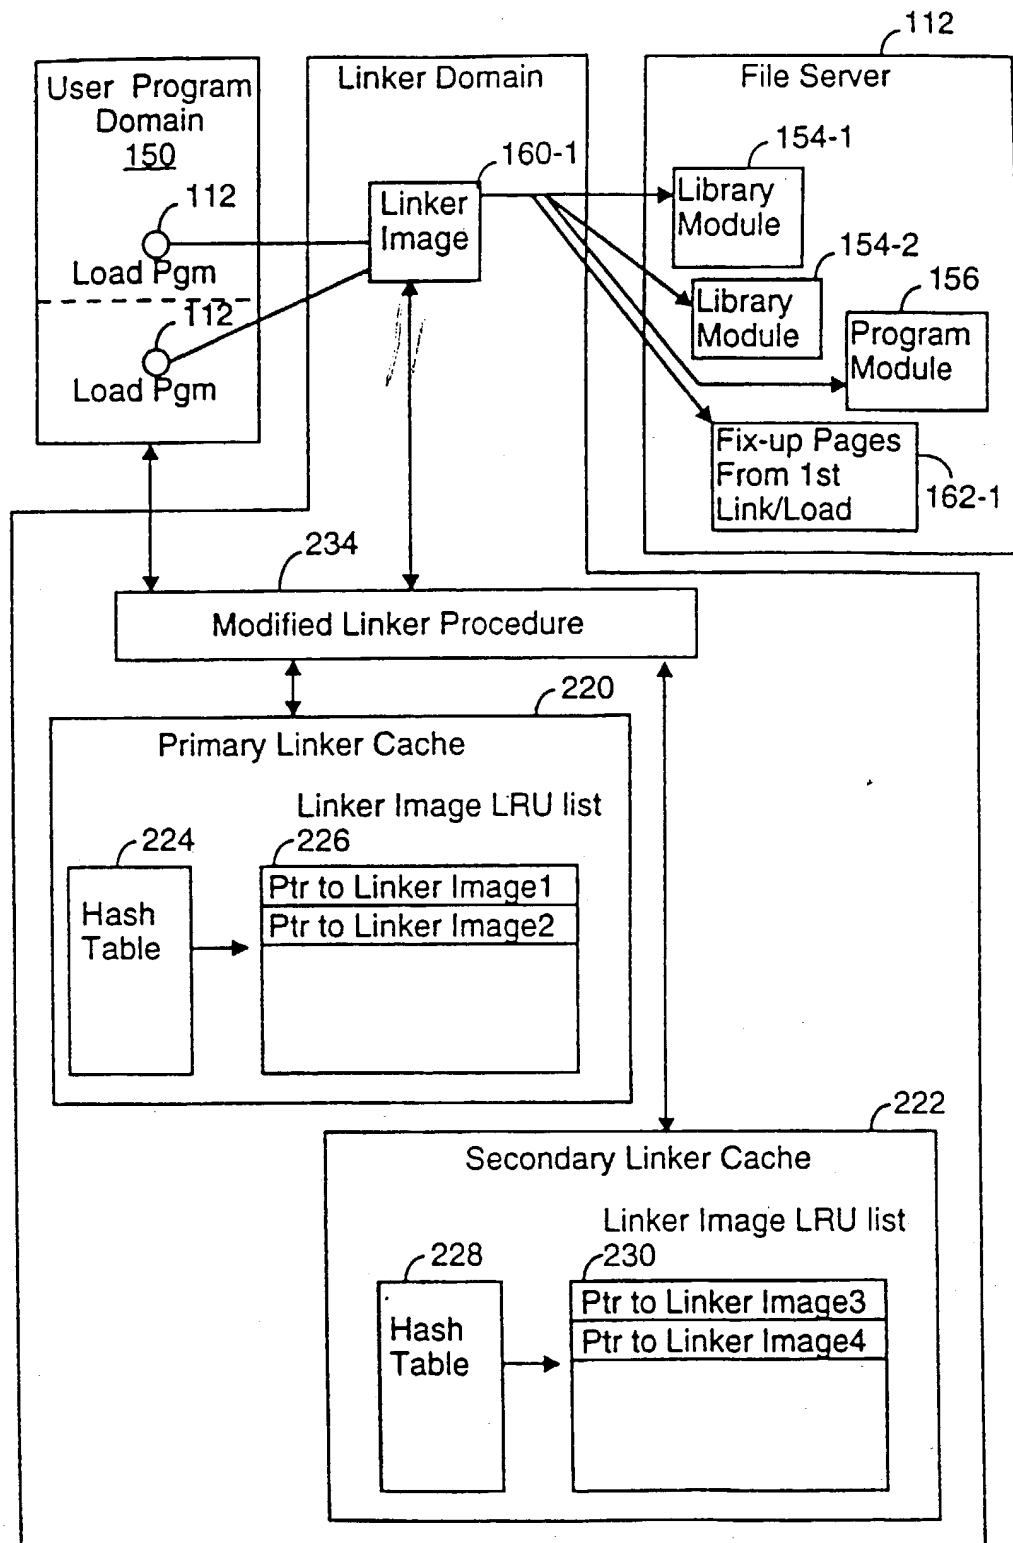 112
User Program
Domain
150
Linker Domain
File Server
160-1
154-1
Linker
Image
Library
Module
112
Load Pgm
154-2
156
Library
Module
112
Load Pgm
Program
Module
Fix-up Pages
From 1st
Link/Load
162-1
234
Modified Linker Procedure
220
Primary Linker Cache
Linker Image LRU list
224
226
Hash
Table
Ptr to Linker Image1
Ptr to Linker Image2
222
Secondary Linker Cache
Linker Image LRU list
228
230
Hash
Table
Ptr to Linker Image3
Ptr to Linker Image4